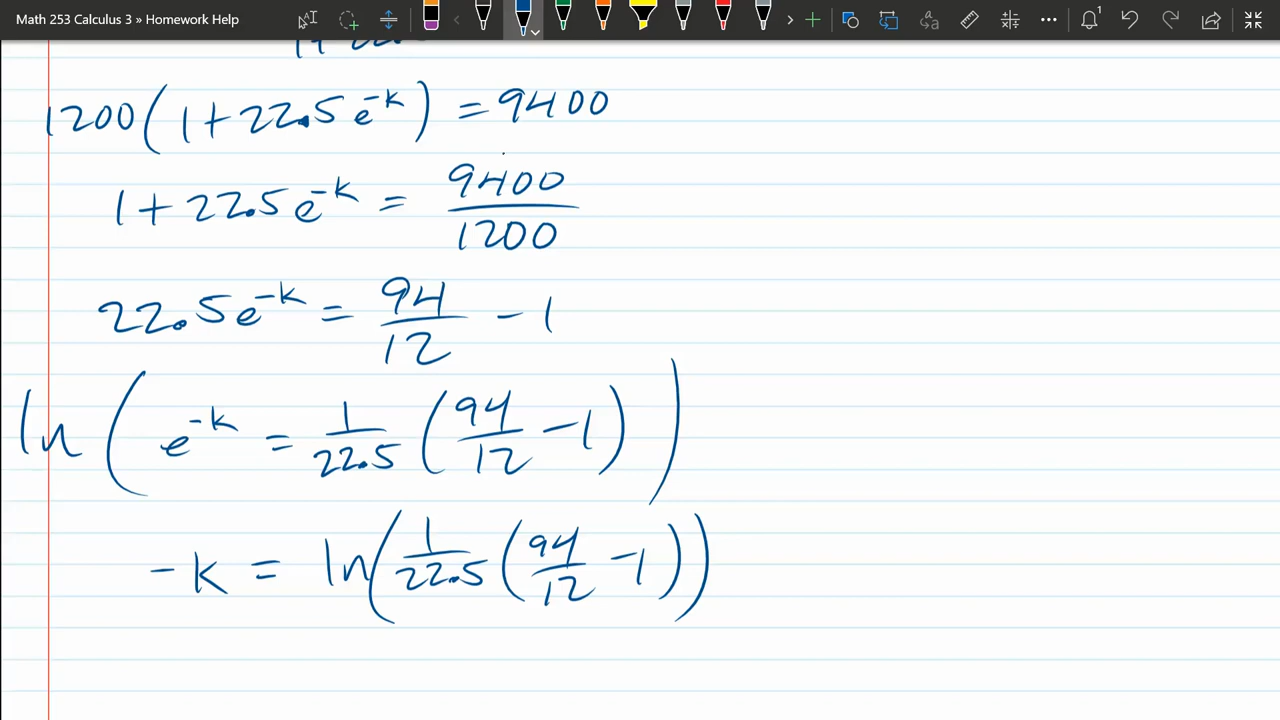 Math 253 Calculus 3 » Homework Help
1200(1+22.5e^{-k}) = 9400
1+22.5e^{-k} = 9400/1200
22.5e^{-k} = 94/12 - 1
ln(e^{-k} = 1/22.5 (94/12 - 1))
-k = ln(1/22.5 (94/12 - 1))